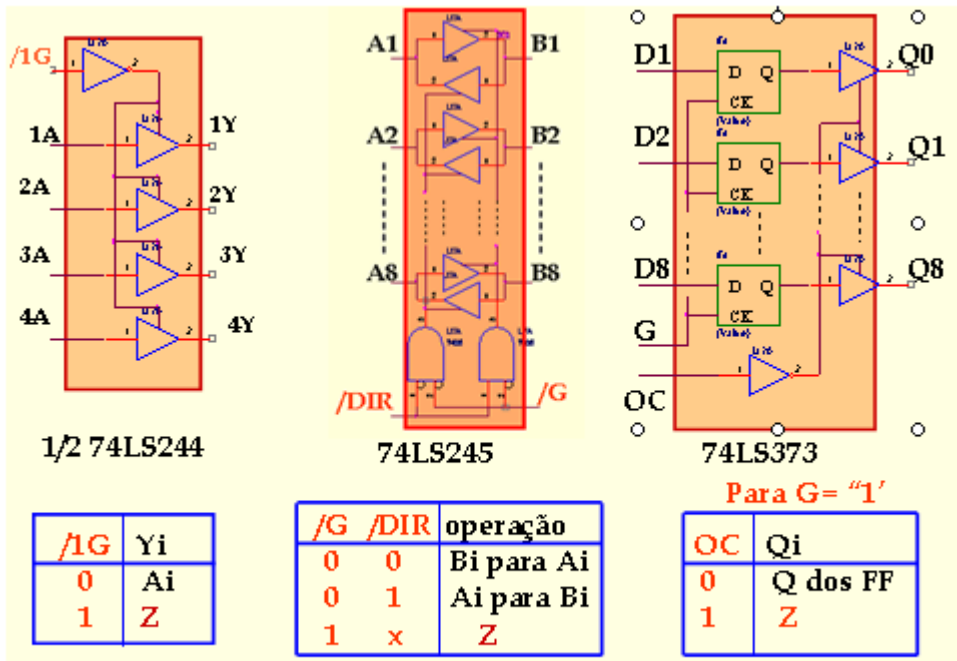 /1G
1A
1Y
2A
2Y
3A
3Y
4A
4Y
1/2 74LS244
A1
B1
A2
B2
A8
B8
/DIR
/G
74LS245
D1
D Q
CK
(Value)
Q0
D2
D Q
CK
(Value)
Q1
D8
D Q
CK
(Value)
Q8
G
OC
74LS373
Para G= “1’
/1G Yi
0 Ai
1 Z
/G /DIR operação
0 0 Bi para Ai
0 1 Ai para Bi
1 x Z
OC Qi
0 Q dos FF
1 Z